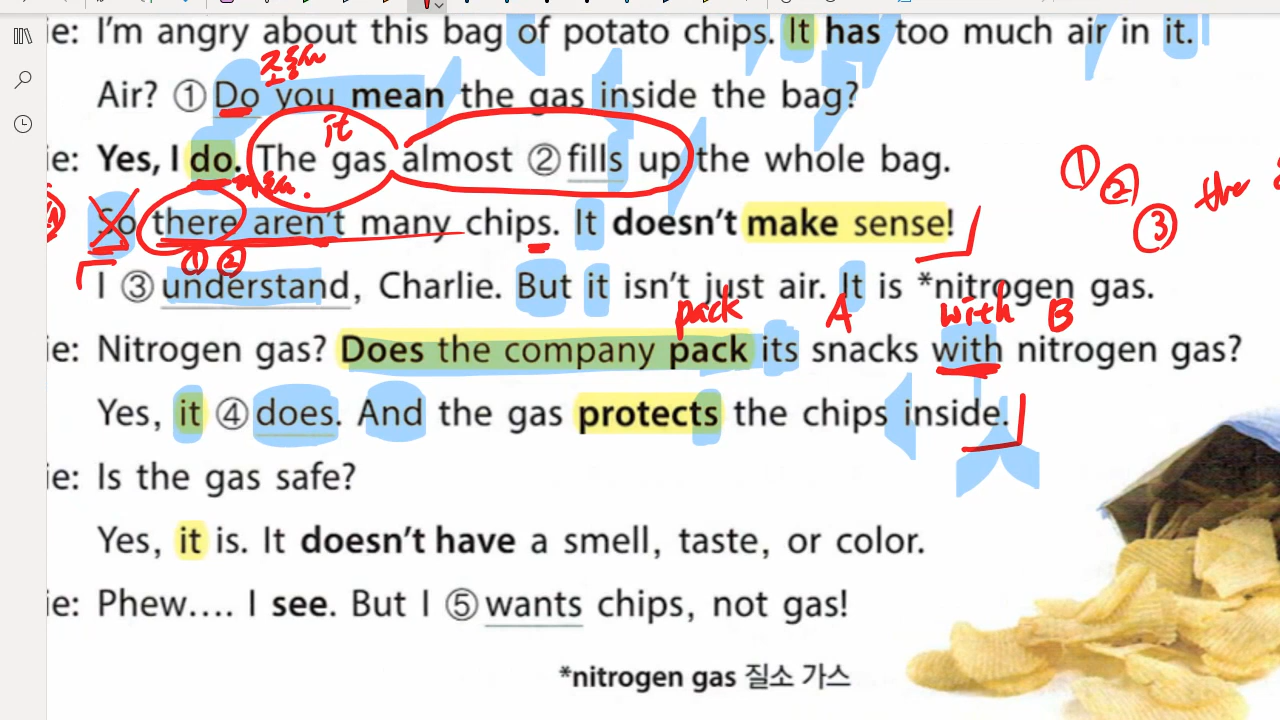 ie: I'm angry about this bag of potato chips. It has too much air in it.
조동사
Air? ① Do you mean the gas inside the bag?
it
ie: Yes, I do. The gas almost ② fills up the whole bag.
① ② ③ the
So there aren't many chips. It doesn't make sense!
① ②
I ③ understand, Charlie. But it isn't just air. It is *nitrogen gas.
pack A with B
ie: Nitrogen gas? Does the company pack its snacks with nitrogen gas?
Yes, it ④ does. And the gas protects the chips inside.
ie: Is the gas safe?
Yes, it is. It doesn't have a smell, taste, or color.
ie: Phew.... I see. But I ⑤ wants chips, not gas!
*nitrogen gas 질소 가스